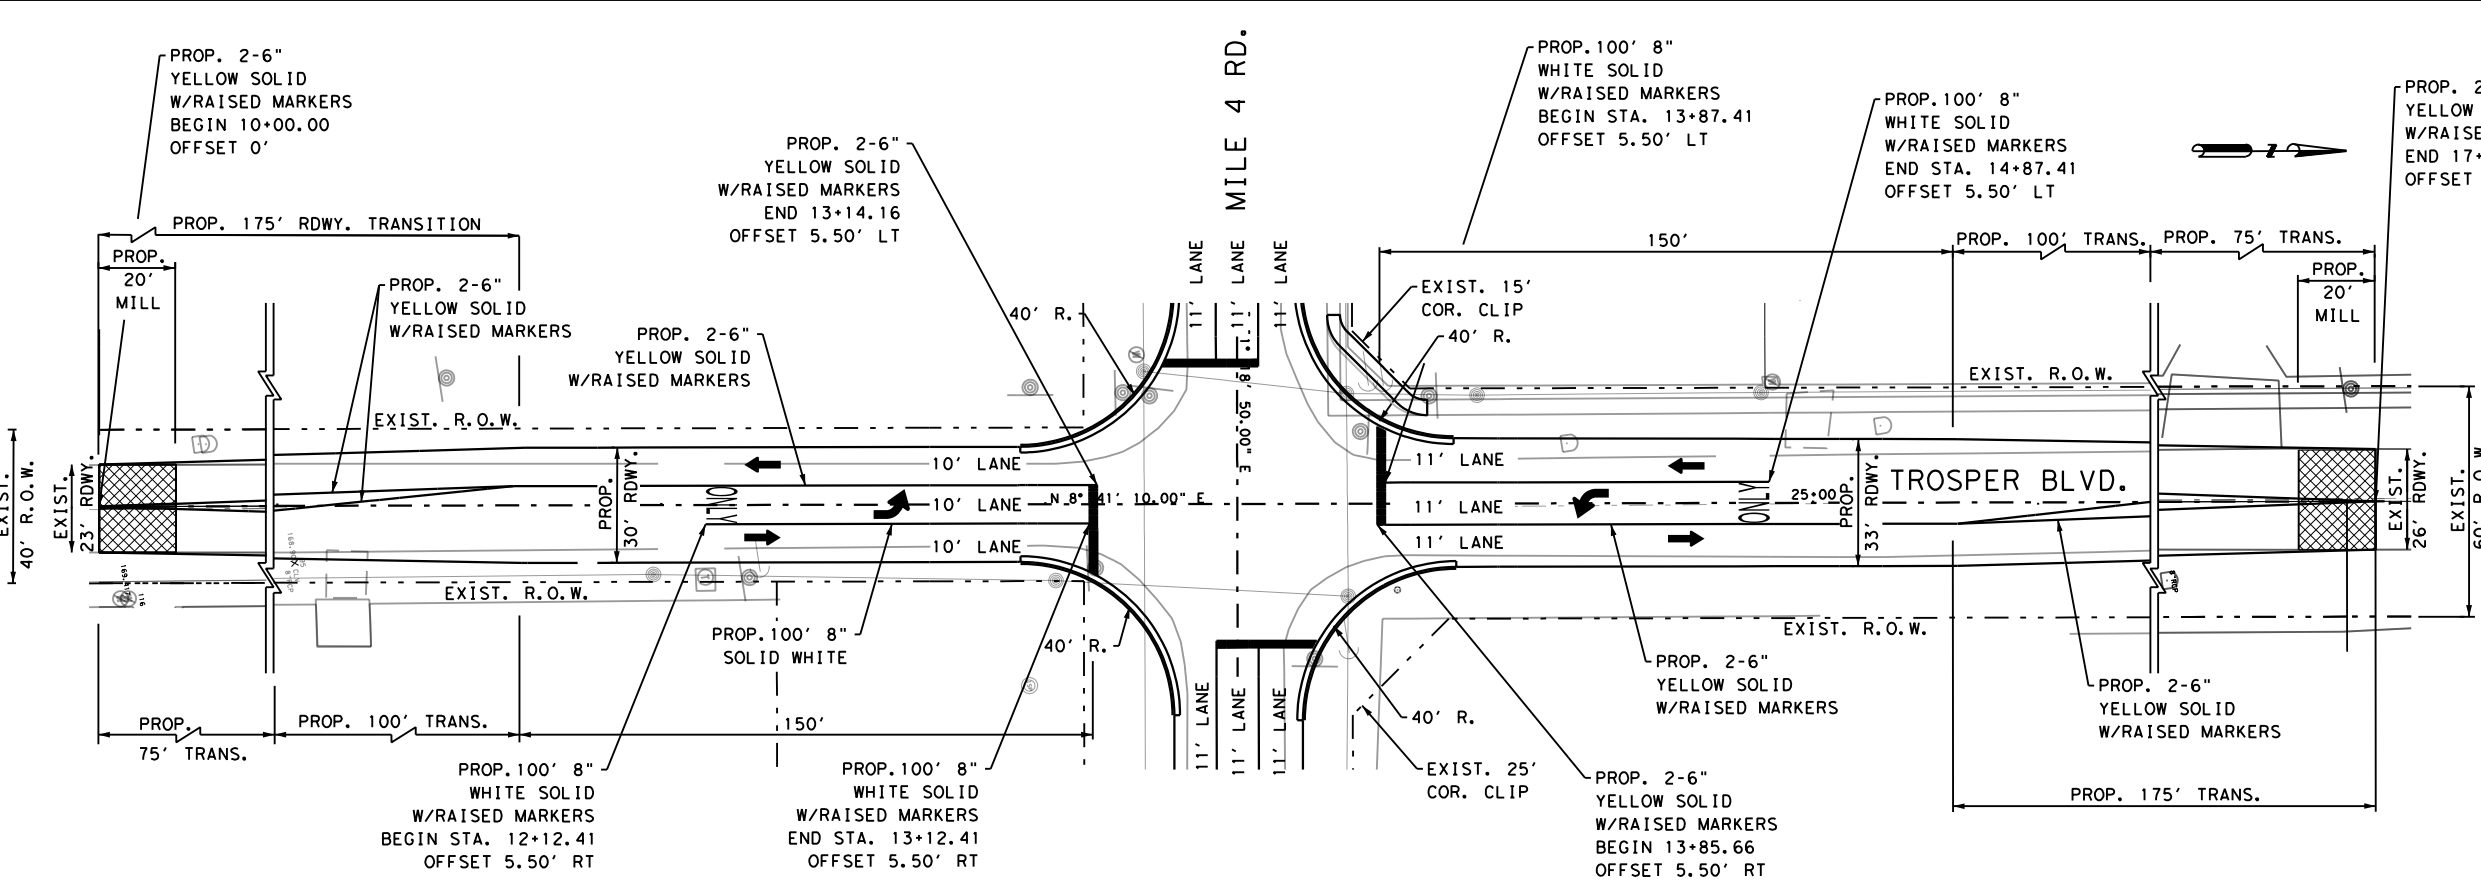 PROP. 2-6"
YELLOW SOLID
W/RAISED MARKERS
BEGIN 10+00.00
OFFSET 0'
PROP. 175' RDWY. TRANSITION
PROP.
20'
MILL
PROP. 2-6"
YELLOW SOLID
W/RAISED MARKERS
PROP. 2-6"
YELLOW SOLID
W/RAISED MARKERS
END 13+14.16
OFFSET 5.50' LT
PROP. 2-6"
YELLOW SOLID
W/RAISED MARKERS
40' R.
MILE 4 RD.
11' LANE
11' LANE
11' LANE
PROP.100' 8"
WHITE SOLID
W/RAISED MARKERS
BEGIN STA. 13+87.41
OFFSET 5.50' LT
PROP.100' 8"
WHITE SOLID
W/RAISED MARKERS
END STA. 14+87.41
OFFSET 5.50' LT
PROP. 2
YELLOW
W/RAISE
END 17+
OFFSET
150'
PROP. 100' TRANS.
PROP. 75' TRANS.
PROP.
20'
MILL
EXIST. 15'
COR. CLIP
40' R.
EXIST. R.O.W.
EXIST. R.O.W.
EXIST.
40' R.O.W.
EXIST.
23' RDWY.
PROP.
30' RDWY.
10' LANE
10' LANE
10' LANE
ONLY
N 8° 41' 10.00" E
50.00" E
11' LANE
11' LANE
11' LANE
ONLY
25+00
PROP.
33' RDWY.
TROSPER BLVD.
EXIST.
26' RDWY.
EXIST.
60' R.O.W.
EXIST. R.O.W.
EXIST. R.O.W.
PROP.100' 8"
SOLID WHITE
40' R.
PROP.
75' TRANS.
PROP. 100' TRANS.
150'
11' LANE
11' LANE
11' LANE
40' R.
EXIST. 25'
COR. CLIP
PROP. 2-6"
YELLOW SOLID
W/RAISED MARKERS
PROP. 2-6"
YELLOW SOLID
W/RAISED MARKERS
PROP.100' 8"
WHITE SOLID
W/RAISED MARKERS
BEGIN STA. 12+12.41
OFFSET 5.50' RT
PROP.100' 8"
WHITE SOLID
W/RAISED MARKERS
END STA. 13+12.41
OFFSET 5.50' RT
PROP. 2-6"
YELLOW SOLID
W/RAISED MARKERS
BEGIN 13+85.66
OFFSET 5.50' RT
PROP. 175' TRANS.